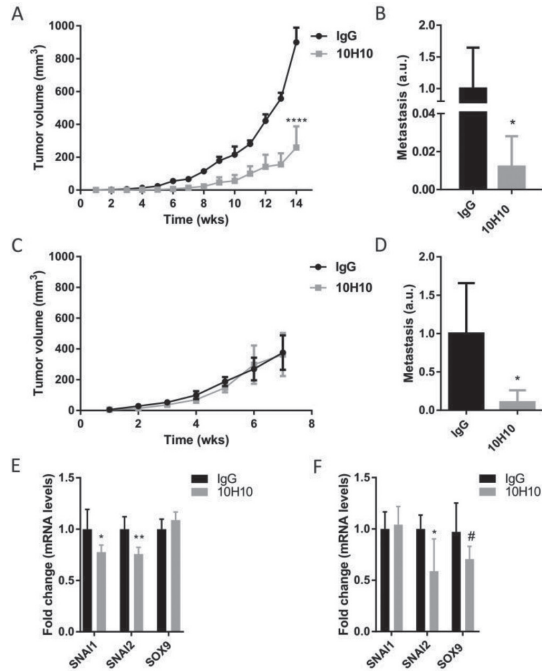 A
Tumor volume (mm³)
1000
800
600
400
200
0
0 2 4 6 8 10 12 14
Time (wks)
IgG
10H10
****
B
Metastasis (a.u.)
2.0
1.5
1.0
0.04
0.02
0.00
*
IgG
10H10
C
Tumor volume (mm³)
1000
800
600
400
200
0
0 2 4 6 8
Time (wks)
IgG
10H10
D
Metastasis (a.u.)
2.0
1.5
1.0
0.5
0.0
*
IgG
10H10
E
Fold change (mRNA levels)
1.5
1.0
0.5
0.0
* **
SNAI1 SNAI2 SOX9
IgG
10H10
F
Fold change (mRNA levels)
1.5
1.0
0.5
0.0
* #
SNAI1 SNAI2 SOX9
IgG
10H10